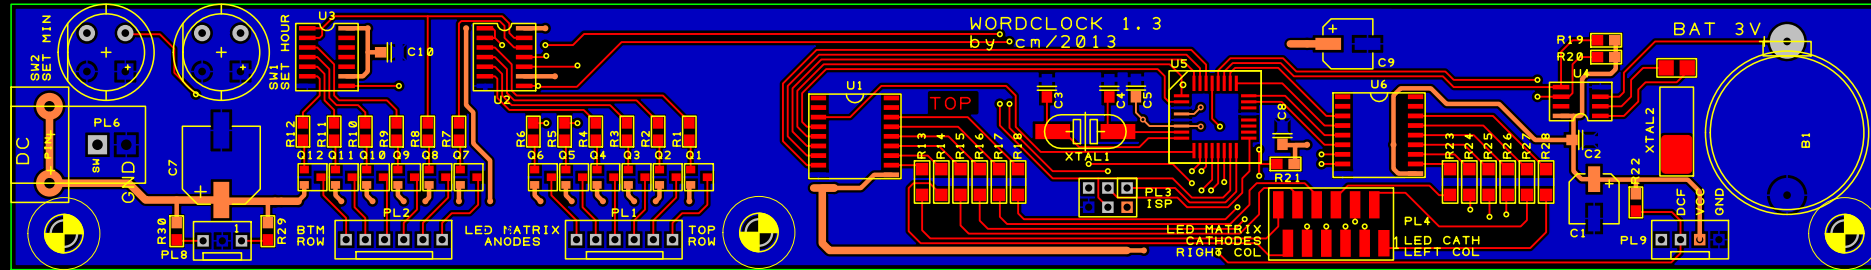 WORDCLOCK 1.3
by cm/2013
SW2
SET MIN
SW1
SET HOUR
U3
C10
U2
U1
TOP
U5
U6
C9
R19
R20
U4
BAT 3V
DC
PIN+
GND
PL6
SW
C7
R12
R11
R10
R9
R8
R7
Q12
Q11
Q10
Q9
Q8
Q7
R6
R5
R4
R3
R2
R1
Q6
Q5
Q4
Q3
Q2
Q1
R13
R14
R15
R16
R17
R18
C3
C4
C5
XTAL1
C8
R21
PL3
ISP
R23
R24
R25
R26
R27
R28
C2
C1
R22
XTAL2
B1
R30
PL8
1
R29
BTM
ROW
PL2
LED MATRIX
ANODES
PL1
TOP
ROW
LED MATRIX
CATHODES
RIGHT COL
PL4
1
LED CATH
LEFT COL
PL9
DCF
VCC
GND